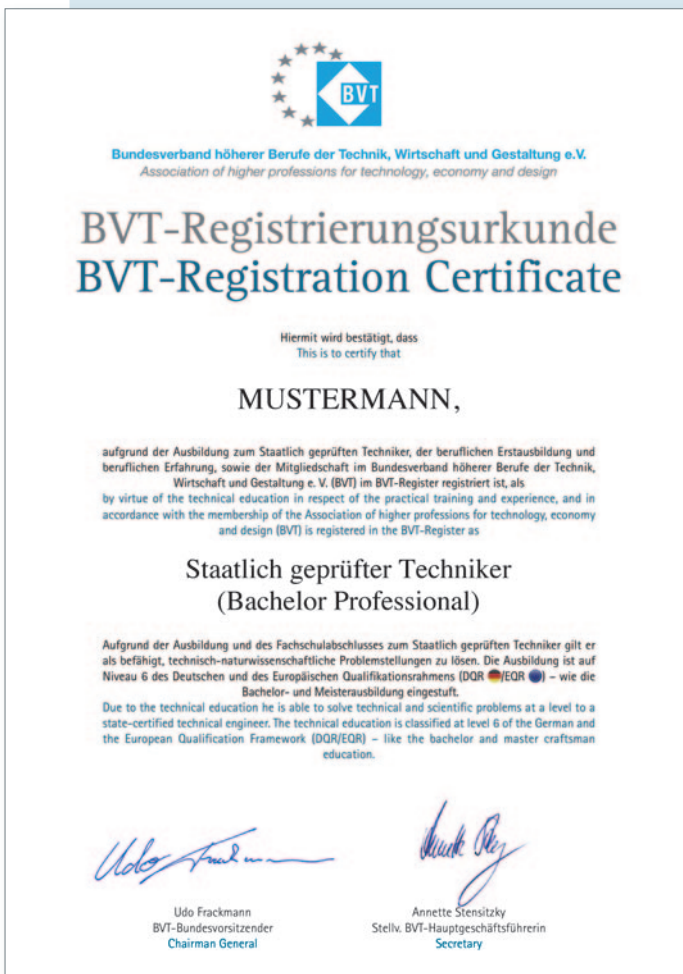 BVT
Bundesverband höherer Berufe der Technik, Wirtschaft und Gestaltung e.V.
Association of higher professions for technology, economy and design
BVT-Registrierungsurkunde
BVT-Registration Certificate
Hiermit wird bestätigt, dass
This is to certify that
MUSTERMANN,
aufgrund der Ausbildung zum Staatlich geprüften Techniker, der beruflichen Erstausbildung und
beruflichen Erfahrung, sowie der Mitgliedschaft im Bundesverband höherer Berufe der Technik,
Wirtschaft und Gestaltung e. V. (BVT) im BVT-Register registriert ist, als
by virtue of the technical education in respect of the practical training and experience, and in
accordance with the membership of the Association of higher professions for technology, economy
and design (BVT) is registered in the BVT-Register as
Staatlich geprüfter Techniker
(Bachelor Professional)
Aufgrund der Ausbildung und des Fachschulabschlusses zum Staatlich geprüften Techniker gilt er
als befähigt, technisch-naturwissenschaftliche Problemstellungen zu lösen. Die Ausbildung ist auf
Niveau 6 des Deutschen und des Europäischen Qualifikationsrahmens (DQR /EQR ) – wie die
Bachelor- und Meisterausbildung eingestuft.
Due to the technical education he is able to solve technical and scientific problems at a level to a
state-certified technical engineer. The technical education is classified at level 6 of the German and
the European Qualification Framework (DQR/EQR) – like the bachelor and master craftsman
education.
Udo Frackmann
BVT-Bundesvorsitzender
Chairman General
Annette Stensitzky
Stellv. BVT-Hauptgeschäftsführerin
Secretary